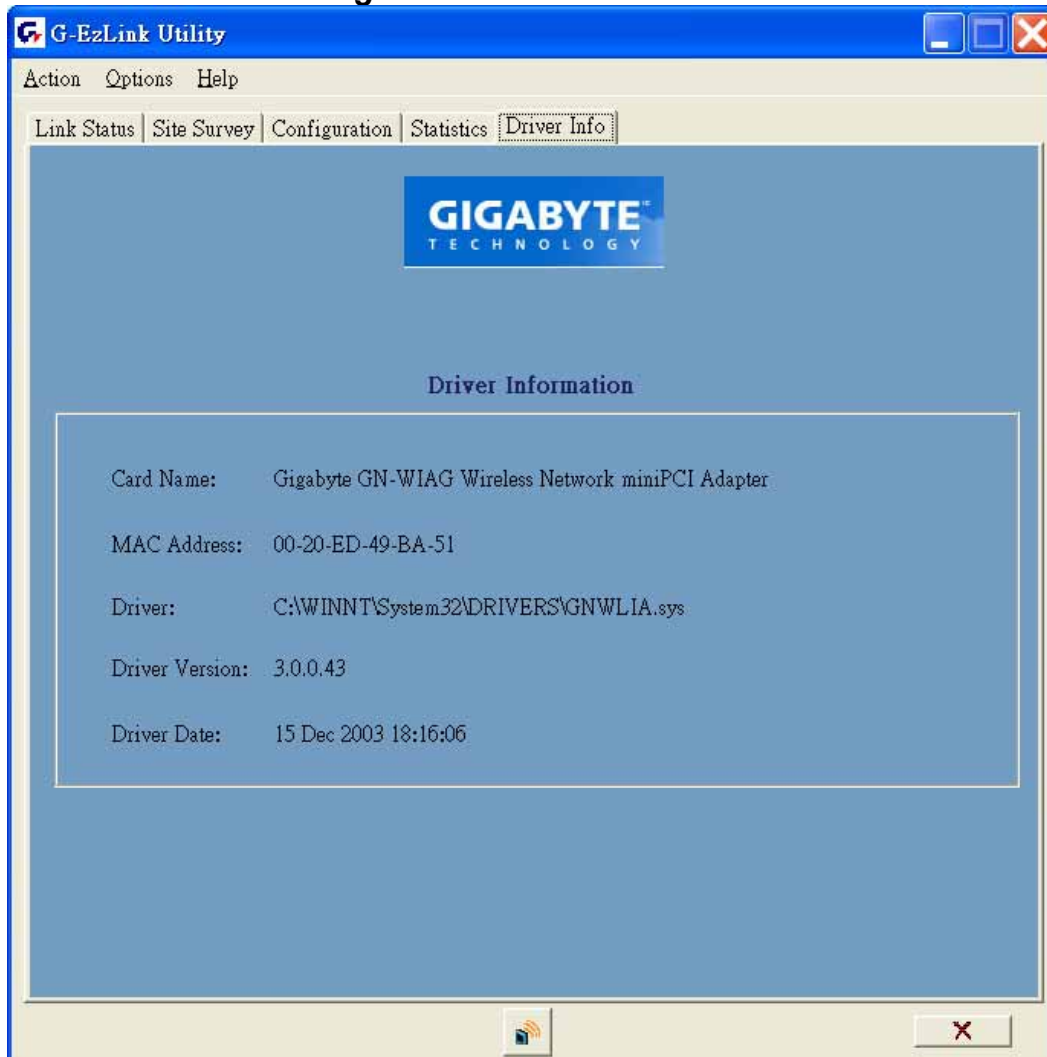 G-EzLink Utility
Action Options Help
Link Status Site Survey Configuration Statistics Driver Info
GIGABYTE
TECHNOLOGY
Driver Information
Card Name: Gigabyte GN-WIAG Wireless Network miniPCI Adapter
MAC Address: 00-20-ED-49-BA-51
Driver: C:\WINNT\System32\DRIVERS\GNWLIA.sys
Driver Version: 3.0.0.43
Driver Date: 15 Dec 2003 18:16:06